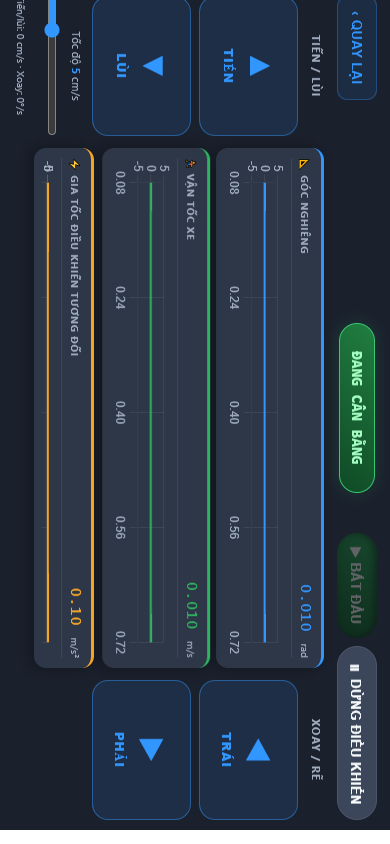 ‹ QUAY LẠI
ĐANG CÂN BẰNG
▶ BẮT ĐẦU
⏸ DỪNG ĐIỀU KHIỂN
TIẾN / LÙI
TIẾN
LÙI
Tốc độ 5 cm/s
iến/lùi: 0 cm/s · Xoay: 0°/s
📐 GÓC NGHIÊNG
0.010 rad
5
0
-5
0.08
0.24
0.40
0.56
0.72
VẬN TỐC XE
0.010 m/s
5
0
-5
0.08
0.24
0.40
0.56
0.72
⚡ GIA TỐC ĐIỀU KHIỂN TƯƠNG ĐỐI
0.10 m/s²
XOAY / RẼ
TRÁI
PHẢI